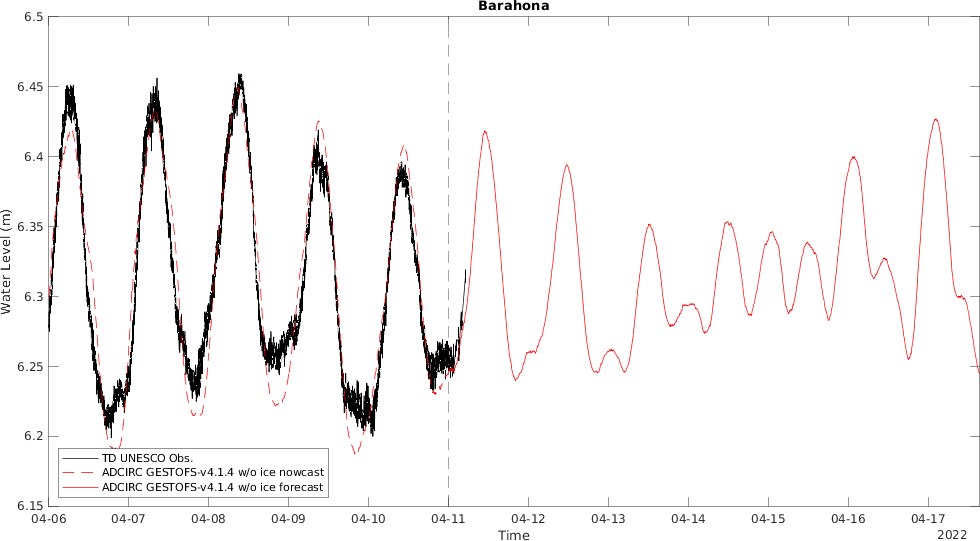 Barahona
Water Level (m)
6.5
6.45
6.4
6.35
6.3
6.25
6.2
6.15
TD UNESCO Obs.
ADCIRC GESTOFS-v4.1.4 w/o ice nowcast
ADCIRC GESTOFS-v4.1.4 w/o ice forecast
04-06 04-07 04-08 04-09 04-10 04-11 04-12 04-13 04-14 04-15 04-16 04-17
Time
2022